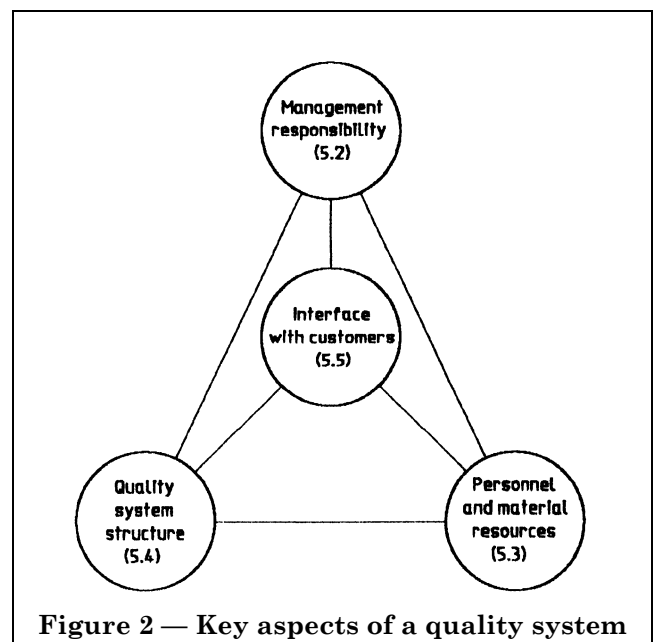 Management
responsibility
(5.2)
Interface
with customers
(5.5)
Quality
system
structure
(5.4)
Personnel
and material
resources
(5.3)
Figure 2 — Key aspects of a quality system